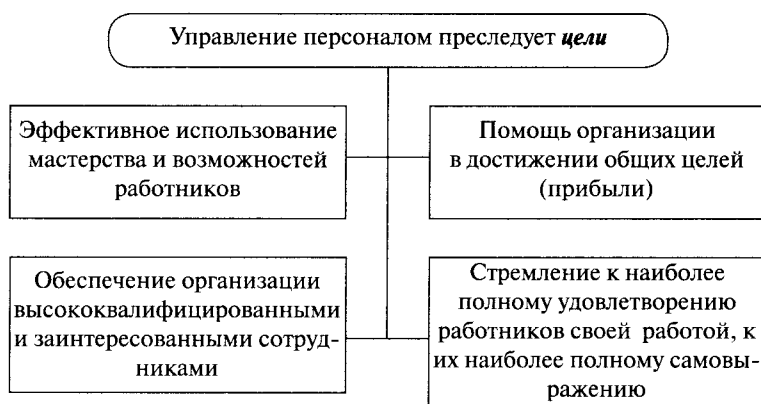 Управление персоналом преследует цели
Эффективное использование
мастерства и возможностей
работников
Помощь организации
в достижении общих целей
(прибыли)
Обеспечение организации
высококвалифицированными
и заинтересованными сотруд-
никами
Стремление к наиболее
полному удовлетворению
работников своей работой, к
их наиболее полному самовы-
ражению